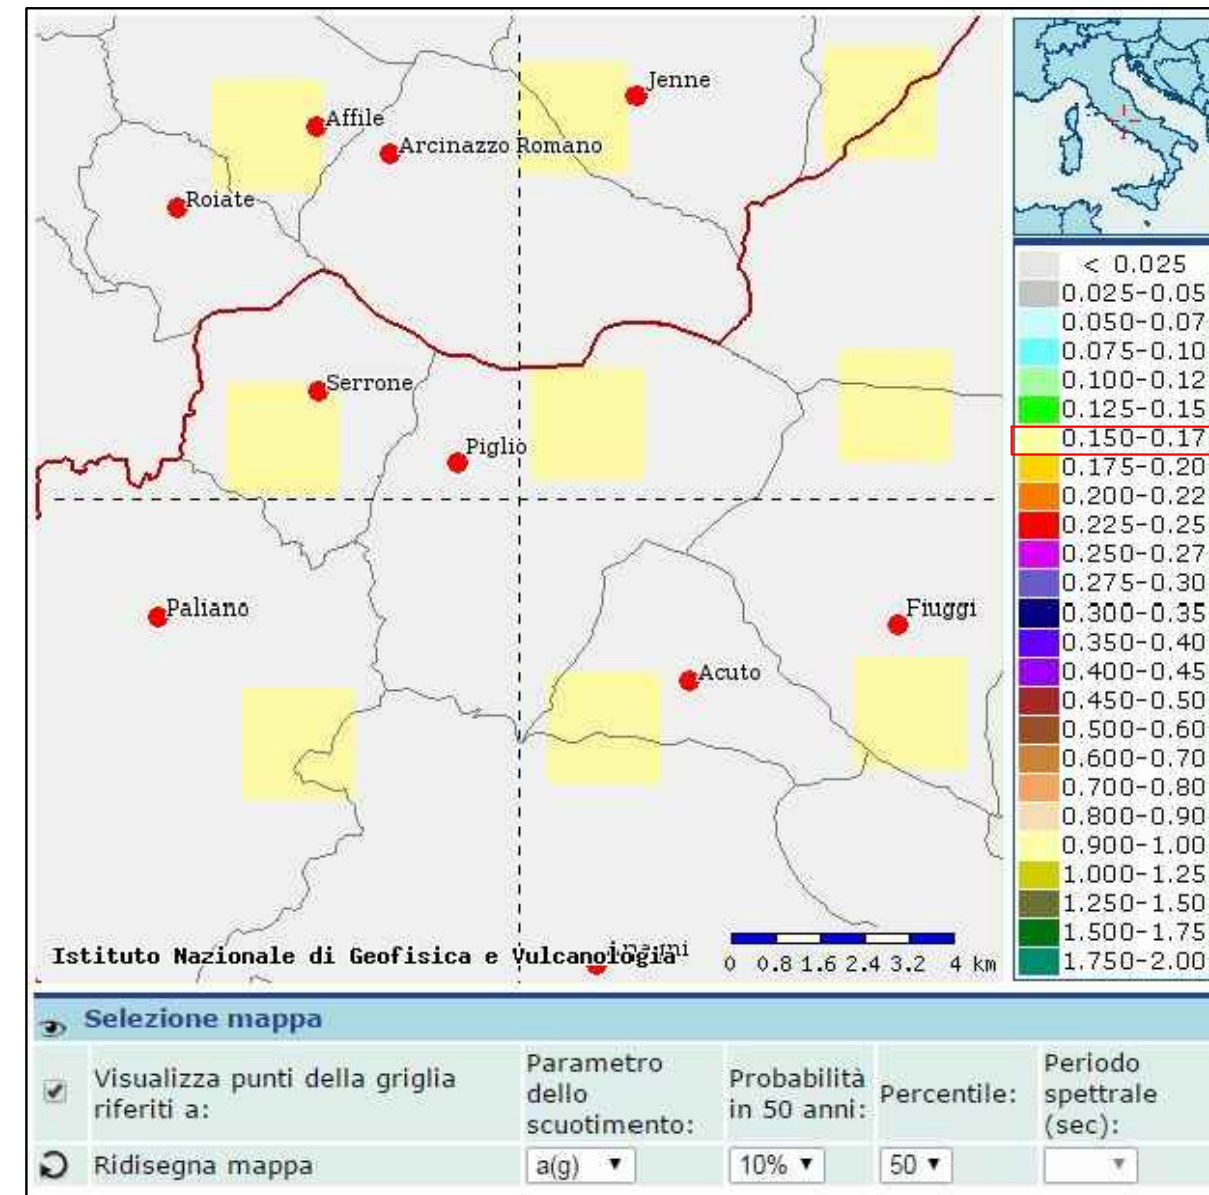 Jenne
Affile
Arcinazzo Romano
Roiate
Serrone
Piglio
Paliano
Fiuggi
Acuto
Istituto Nazionale di Geofisica e Vulcanologia
0 0.8 1.6 2.4 3.2 4 km
< 0.025
0.025-0.05
0.050-0.07
0.075-0.10
0.100-0.12
0.125-0.15
0.150-0.17
0.175-0.20
0.200-0.22
0.225-0.25
0.250-0.27
0.275-0.30
0.300-0.35
0.350-0.40
0.400-0.45
0.450-0.50
0.500-0.60
0.600-0.70
0.700-0.80
0.800-0.90
0.900-1.00
1.000-1.25
1.250-1.50
1.500-1.75
1.750-2.00
Selezione mappa
Visualizza punti della griglia
riferiti a:
Parametro
dello
scuotimento:
Probabilità
in 50 anni:
Percentile:
Periodo
spettrale
(sec):
Ridisegna mappa
a(g)
10%
50